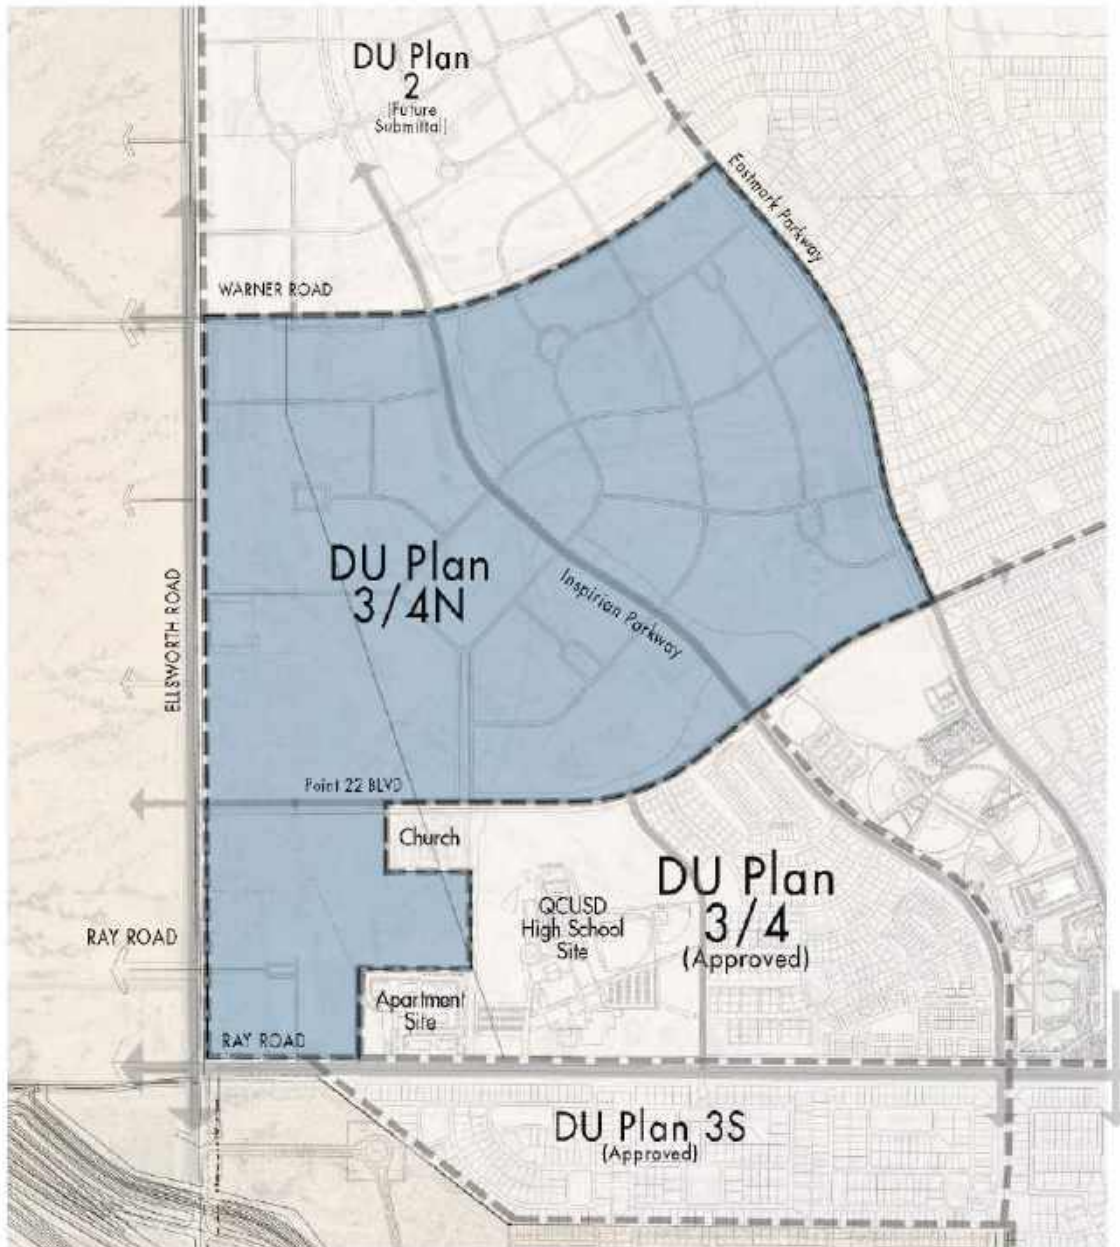 DU Plan
2
(Future
Submittal)
Eastmark Parkway
WARNER ROAD
DU Plan
3/4N
Inspirian Parkway
ELLSWORTH ROAD
Point 22 BLVD
Church
DU Plan
3/4
(Approved)
QCUSD
High School
Site
RAY ROAD
Apartment
Site
RAY ROAD
DU Plan 3S
(Approved)